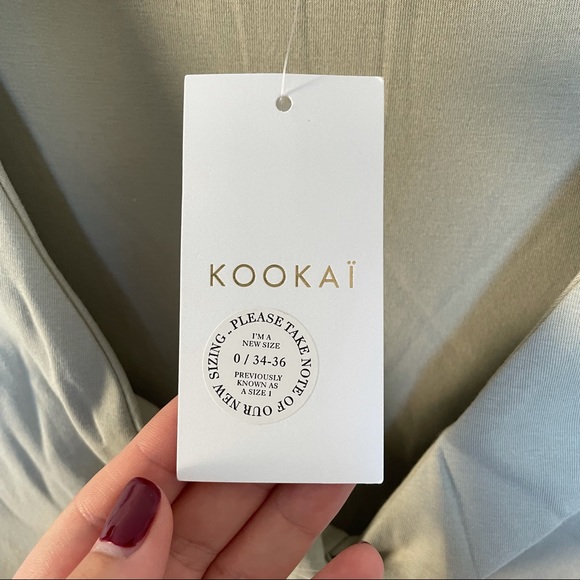 KOOKAÏ
PLEASE TAKE NOTE OF OUR NEW SIZING -
I'M A
NEW SIZE
0 / 34-36
PREVIOUSLY
KNOWN AS
A SIZE 1